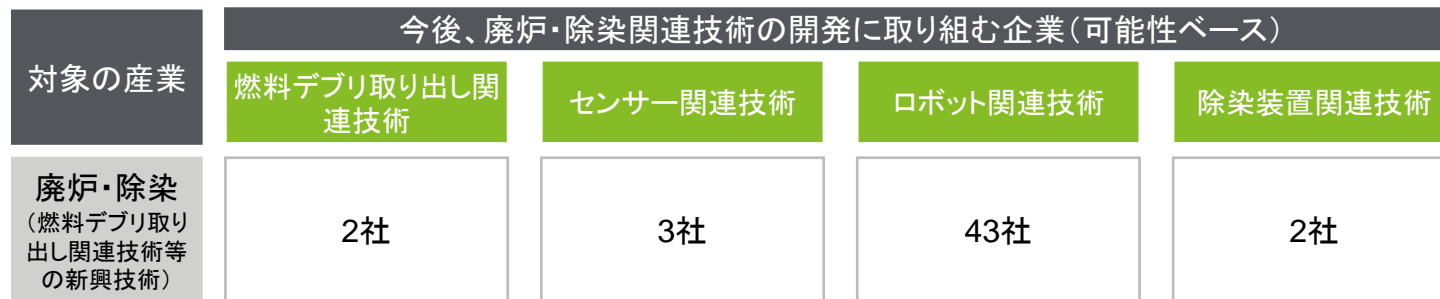 対象の産業
今後、廃炉・除染関連技術の開発に取り組む企業（可能性ベース）
燃料デブリ取り出し関
連技術
センサー関連技術
ロボット関連技術
除染装置関連技術
廃炉・除染
（燃料デブリ取り
出し関連技術等
の新興技術）
2社
3社
43社
2社